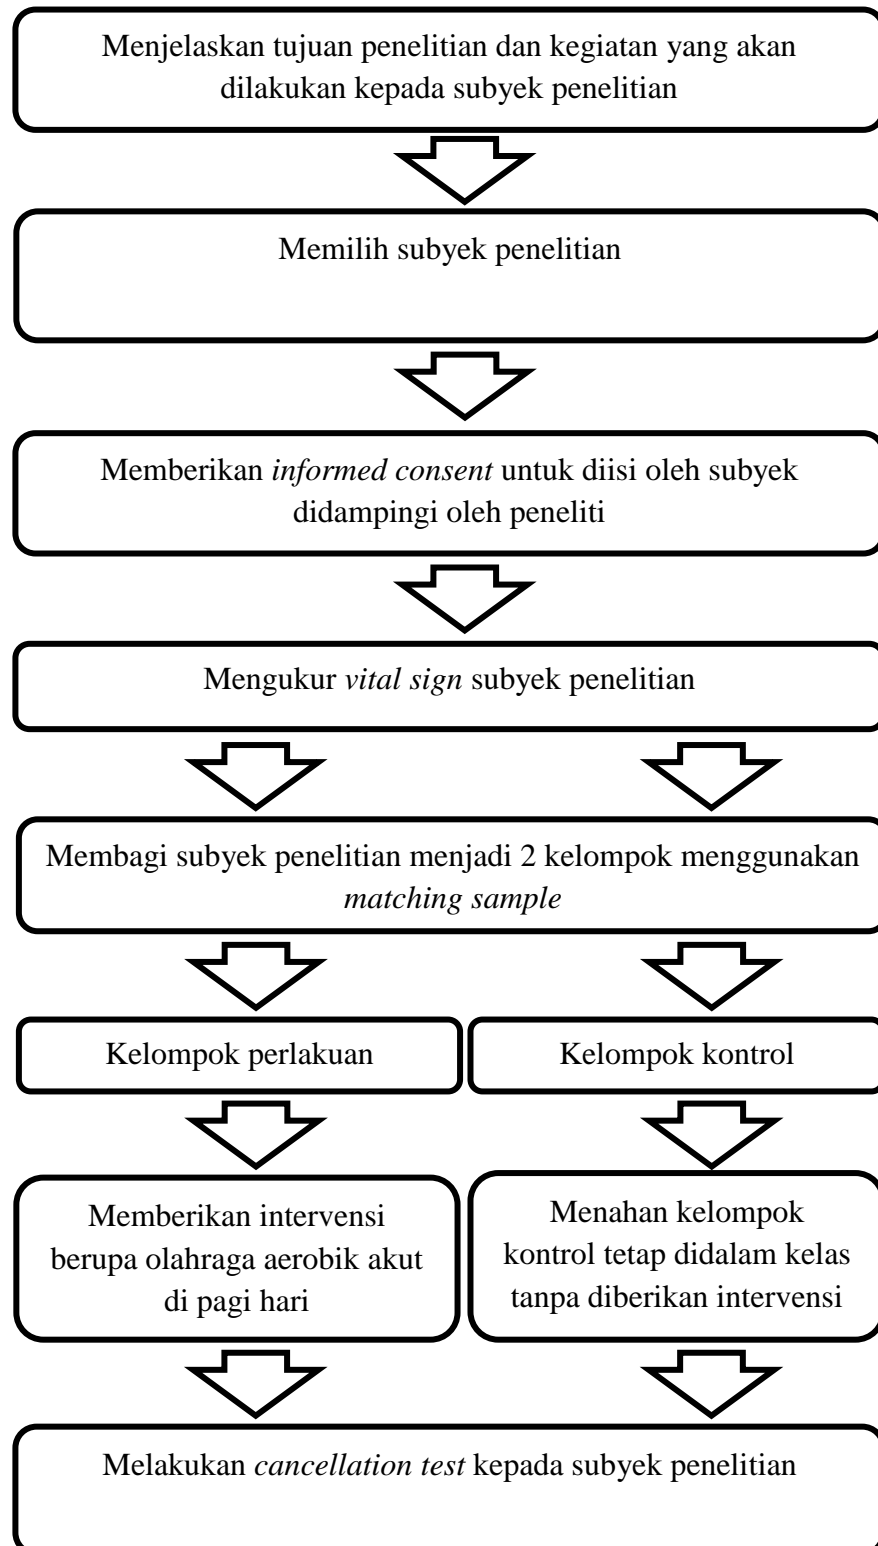 Menjelaskan tujuan penelitian dan kegiatan yang akan
dilakukan kepada subyek penelitian
Memilih subyek penelitian
Memberikan informed consent untuk diisi oleh subyek
didampingi oleh peneliti
Mengukur vital sign subyek penelitian
Membagi subyek penelitian menjadi 2 kelompok menggunakan
matching sample
Kelompok perlakuan
Kelompok kontrol
Memberikan intervensi
berupa olahraga aerobik akut
di pagi hari
Menahan kelompok
kontrol tetap didalam kelas
tanpa diberikan intervensi
Melakukan cancellation test kepada subyek penelitian